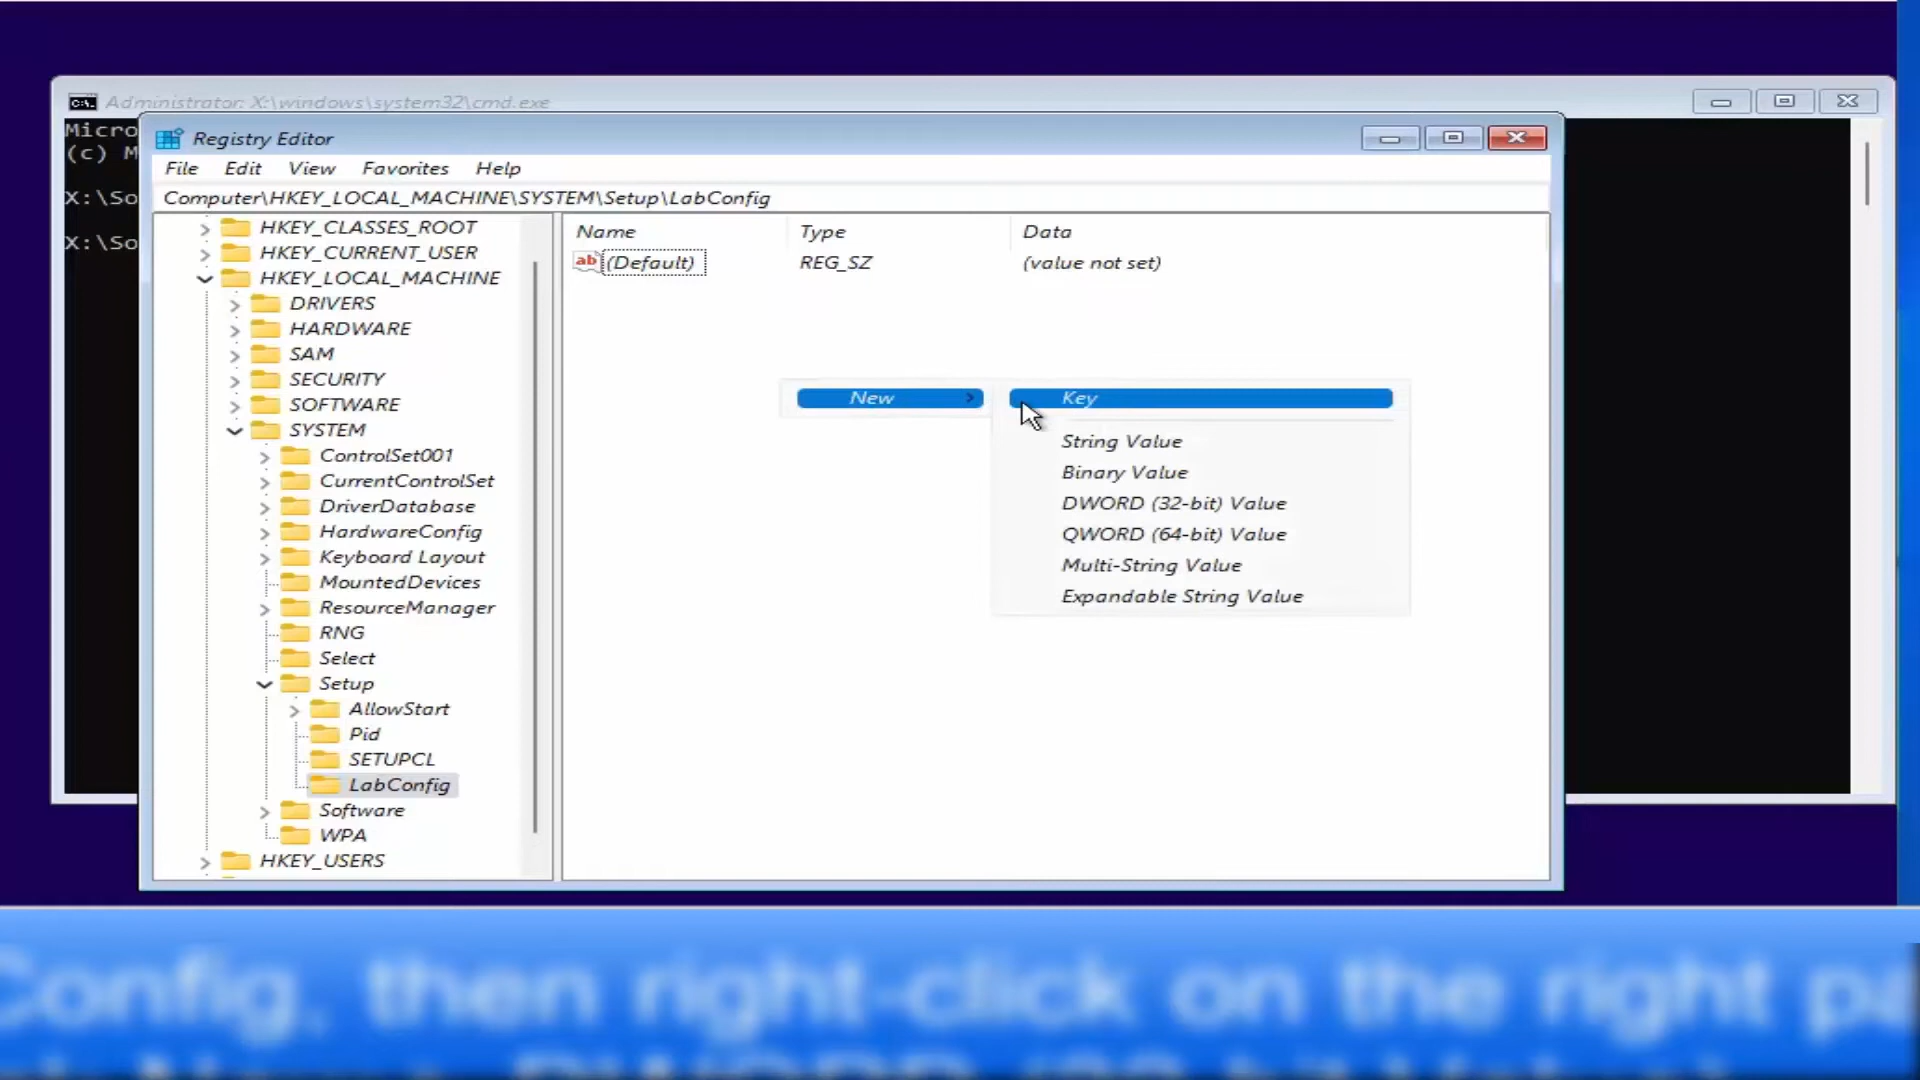 Administrator: X:\windows\system32\cmd.exe
Micro
(c) M
X:\So
X:\So
Registry Editor
File Edit View Favorites Help
Computer\HKEY_LOCAL_MACHINE\SYSTEM\Setup\LabConfig
HKEY_CLASSES_ROOT
HKEY_CURRENT_USER
HKEY_LOCAL_MACHINE
DRIVERS
HARDWARE
SAM
SECURITY
SOFTWARE
SYSTEM
ControlSet001
CurrentControlSet
DriverDatabase
HardwareConfig
Keyboard Layout
MountedDevices
ResourceManager
RNG
Select
Setup
AllowStart
Pid
SETUPCL
LabConfig
Software
WPA
HKEY_USERS
Name Type Data
ab (Default) REG_SZ (value not set)
New >
Key
String Value
Binary Value
DWORD (32-bit) Value
QWORD (64-bit) Value
Multi-String Value
Expandable String Value
Config, then right-click on the right pa